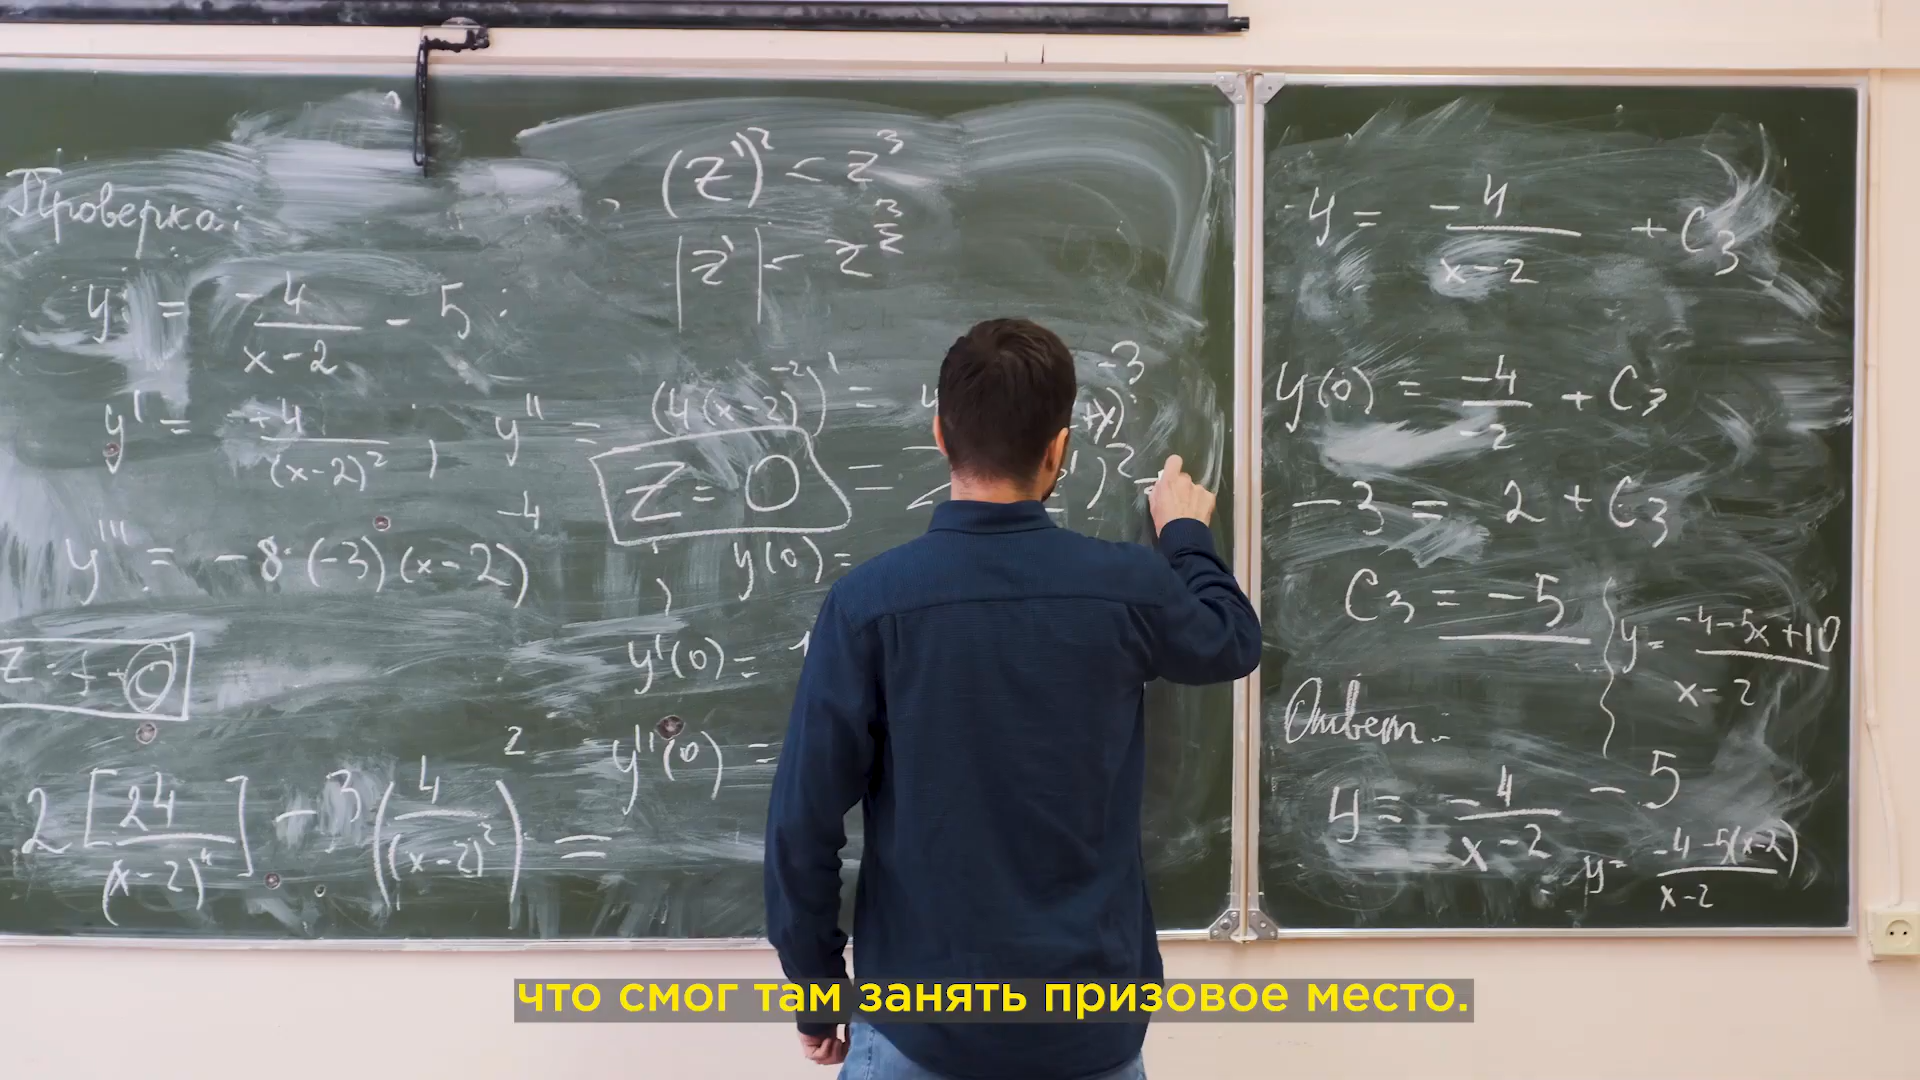 Проверка:
y = -4/(x-2) - 5;
y' = +4/(x-2)², y'' =
y''' = -8·(-3)(x-2)⁻⁴
2[24/(x-2)⁴] - 3(4/(x-2)²)² =
(z')² = z³
|z'| = z^(3/2)
(4(x-2)⁻²)' =
z = 0
y(0) =
y'(0) =
y''(0) =
y = -4/(x-2) + C₃
y(0) = -4/-2 + C₃
-3 = 2 + C₃
C₃ = -5
y = (-4-5x+10)/(x-2)
Ответ:
y = -4/(x-2) - 5
y = (-4-5(x-2))/(x-2)
что смог там занять призовое место.